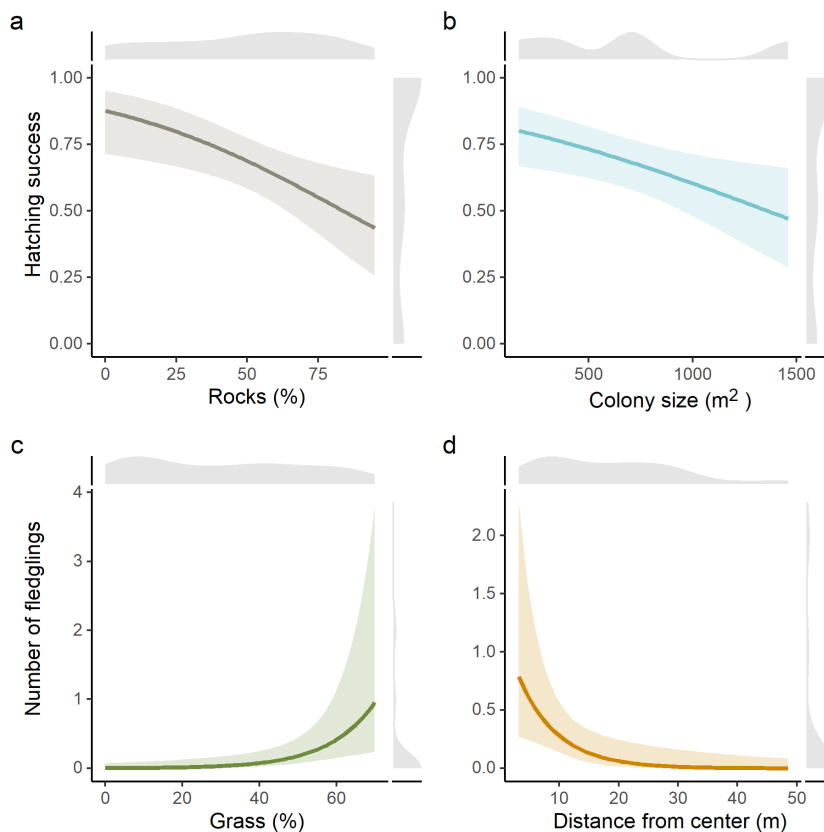 a
b
Hatching success
1.00
0.75
0.50
0.25
0.00
0 25 50 75
Rocks (%)
1.00
0.75
0.50
0.25
0.00
500 1000 1500
Colony size (m² )
c
d
Number of fledglings
4
3
2
1
0
0 20 40 60
Grass (%)
2.0
1.5
1.0
0.5
0.0
10 20 30 40 50
Distance from center (m)